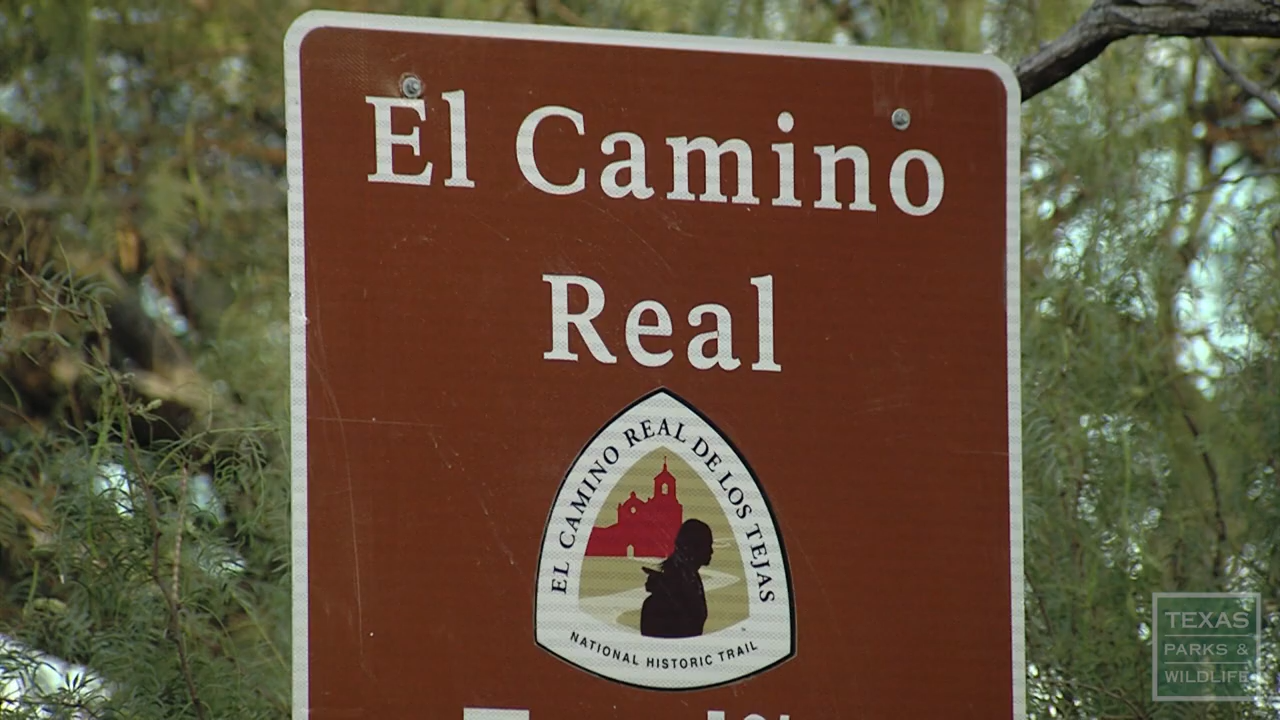 El Camino
Real
EL CAMINO REAL DE LOS TEJAS
NATIONAL HISTORIC TRAIL
TEXAS
PARKS &
WILDLIFE